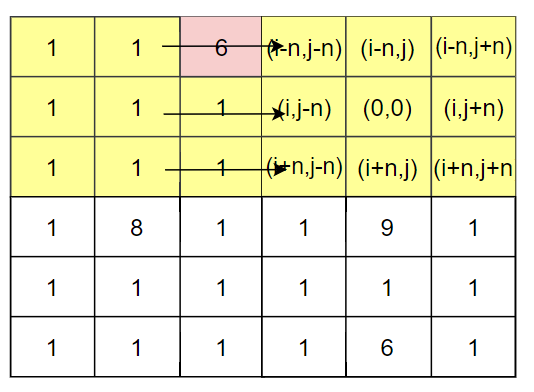 1 1 6 (i-n,j-n) (i-n,j) (i-n,j+n)
1 1 1 (i,j-n) (0,0) (i,j+n)
1 1 1 (i+n,j-n) (i+n,j) (i+n,j+n
1 8 1 1 9 1
1 1 1 1 1 1
1 1 1 1 6 1